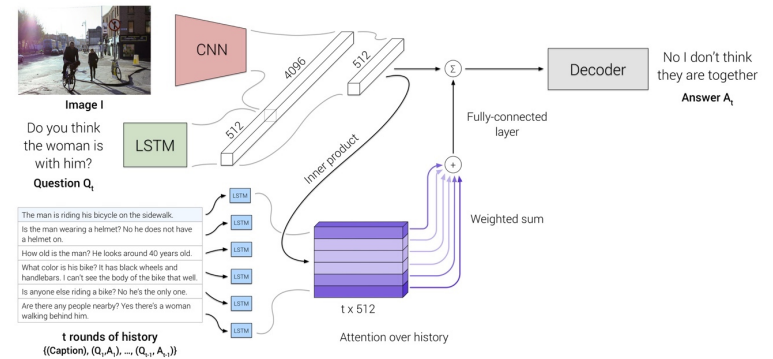 CNN
4096
512
512
Σ
Decoder
No I don't think
they are together
Answer At
Image I
Do you think
the woman is
with him?
Question Qt
LSTM
Inner product
Fully-connected
layer
+
Weighted sum
The man is riding his bicycle on the sidewalk.
Is the man wearing a helmet? No he does not have
a helmet on.
How old is the man? He looks around 40 years old.
What color is his bike? It has black wheels and
handlebars. I can't see the body of the bike that well.
Is anyone else riding a bike? No he's the only one.
Are there any people nearby? Yes there's a woman
walking behind him.
LSTM
LSTM
LSTM
LSTM
LSTM
LSTM
t x 512
Attention over history
t rounds of history
{(Caption), (Q1,A1), ..., (Qt-1, At-1)}